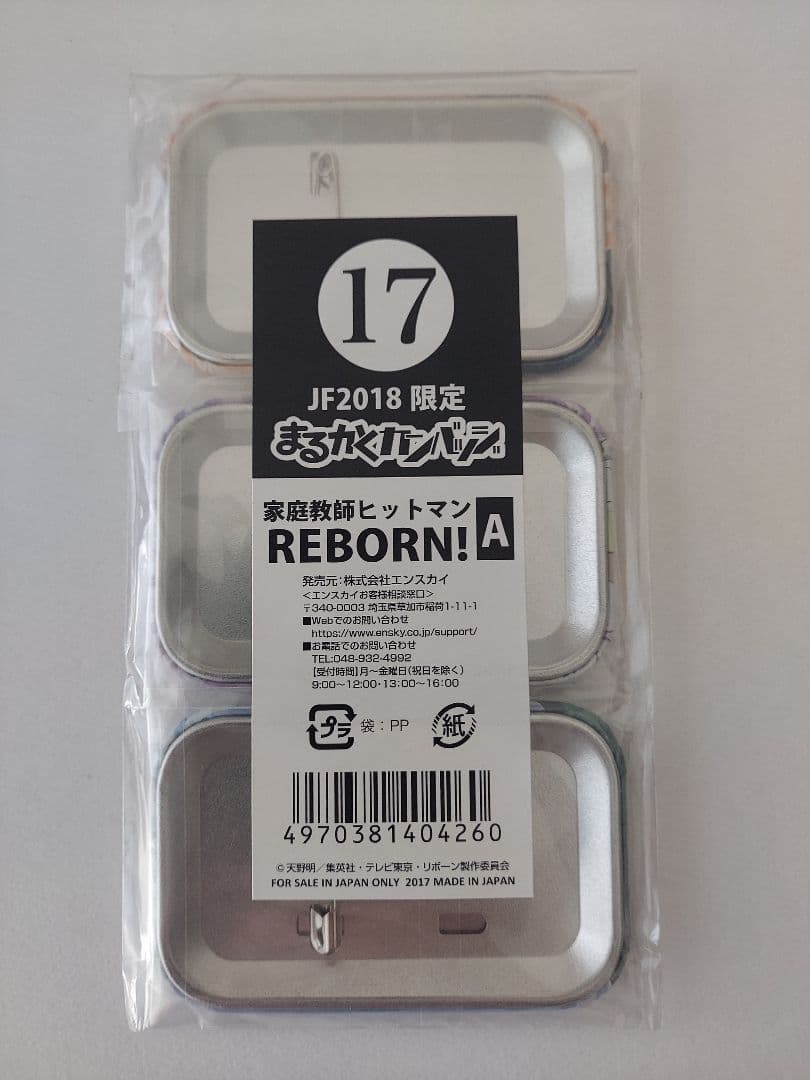 17
JF2018 限定
まるかくカンバッジ
家庭教師ヒットマン
REBORN! A
発売元：株式会社エンスカイ
＜エンスカイお客様相談窓口＞
〒340-0003 埼玉県草加市稲荷1-11-1
■Webでのお問い合わせ
https://www.ensky.co.jp/support/
■お電話でのお問い合わせ
TEL:048-932-4992
【受付時間】月～金曜日（祝日を除く）
9:00～12:00・13:00～16:00
プラ 袋：PP 紙
4970381404260
©天野明／集英社・テレビ東京・リボーン製作委員会
FOR SALE IN JAPAN ONLY 2017 MADE IN JAPAN